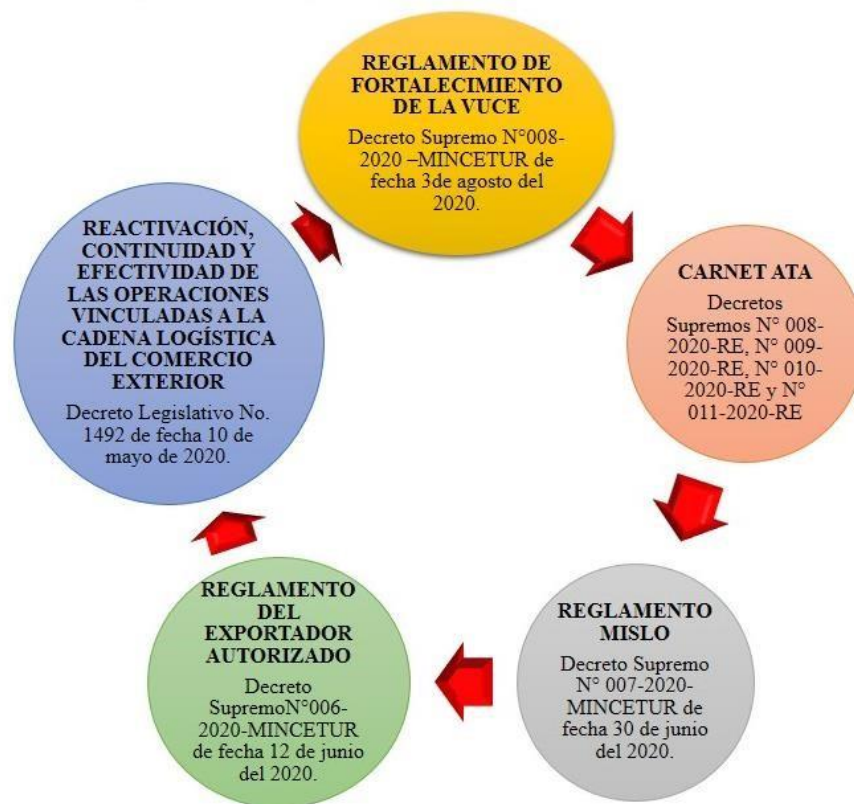 REGLAMENTO DE
FORTALECIMIENTO
DE LA VUCE
Decreto Supremo N°008-
2020 –MINCETUR de
fecha 3de agosto del
2020.
CARNET ATA
Decretos
Supremos N° 008-
2020-RE, N° 009-
2020-RE, N° 010-
2020-RE y N°
011-2020-RE
REGLAMENTO
MISLO
Decreto Supremo
N° 007-2020-
MINCETUR de
fecha 30 de junio
del 2020.
REGLAMENTO
DEL
EXPORTADOR
AUTORIZADO
Decreto
SupremoN°006-
2020-MINCETUR
de fecha 12 de junio
del 2020.
REACTIVACIÓN,
CONTINUIDAD Y
EFECTIVIDAD DE
LAS OPERACIONES
VINCULADAS A LA
CADENA LOGÍSTICA
DEL COMERCIO
EXTERIOR
Decreto Legislativo No.
1492 de fecha 10 de
mayo de 2020.